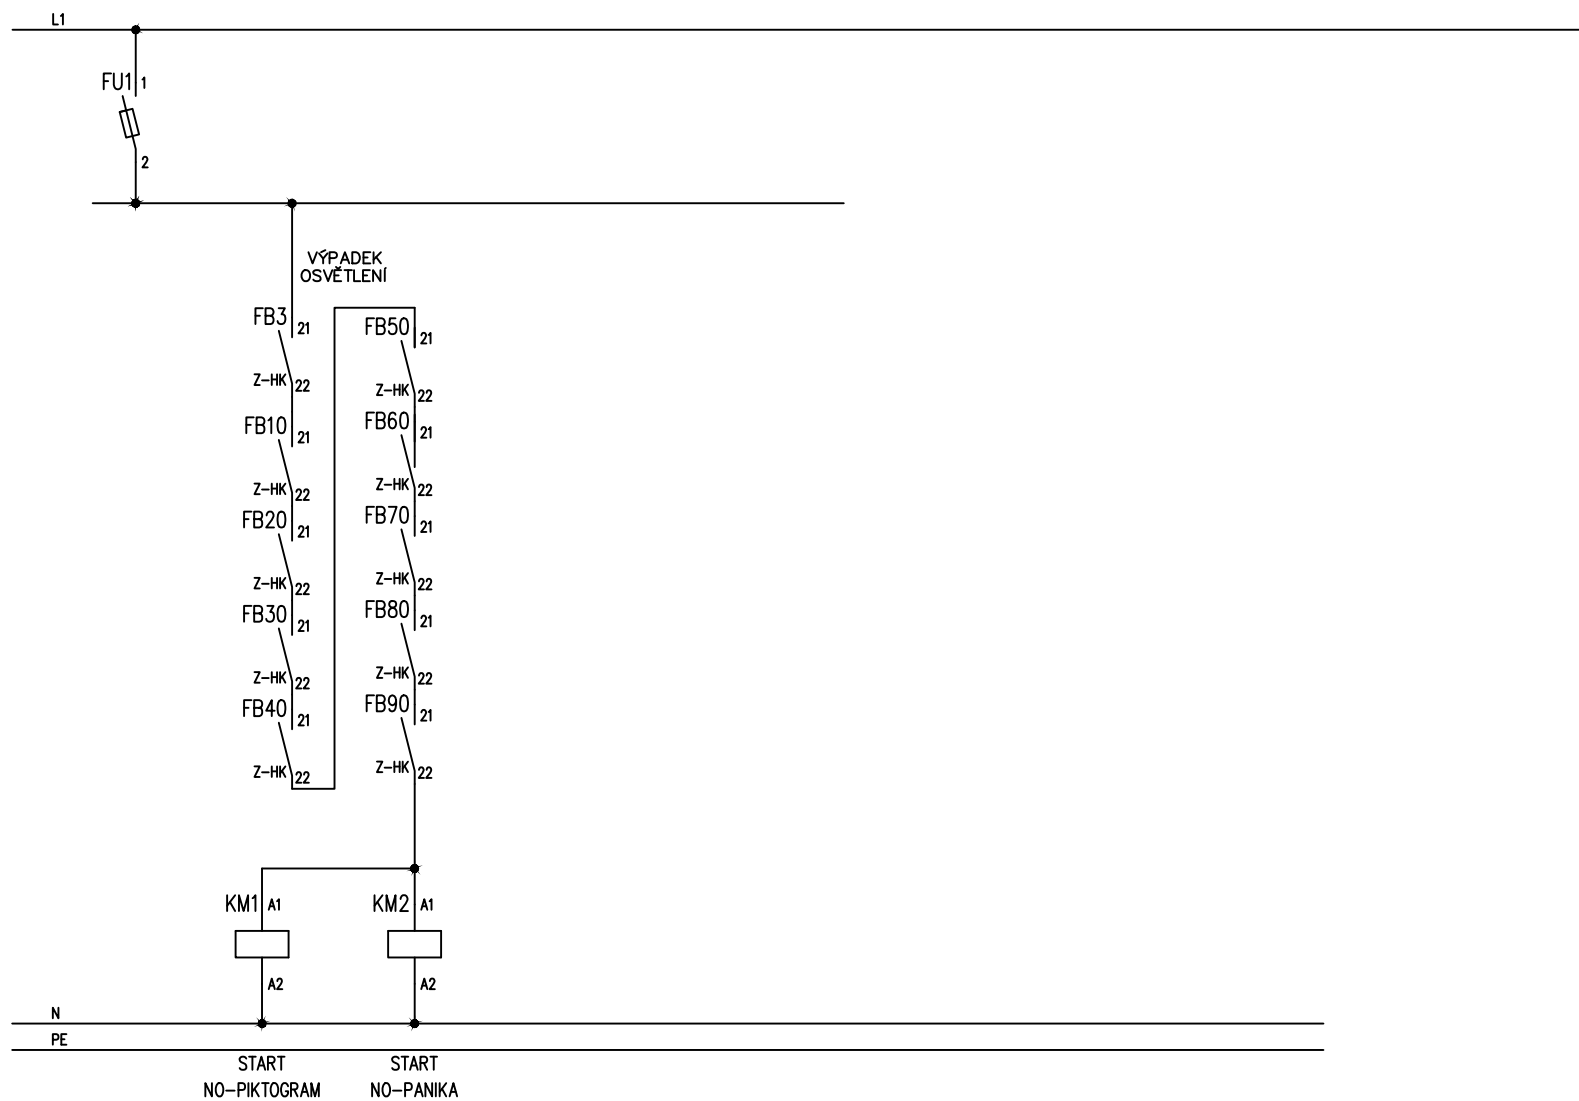 L1
FU1 1
2
VÝPADEK
OSVĚTLENÍ
FB3 21
Z-HK 22
FB10 21
Z-HK 22
FB20 21
Z-HK 22
FB30 21
Z-HK 22
FB40 21
Z-HK 22
FB50 21
Z-HK 22
FB60 21
Z-HK 22
FB70 21
Z-HK 22
FB80 21
Z-HK 22
FB90 21
Z-HK 22
KM1 A1
A2
KM2 A1
A2
N
PE
START
NO-PIKTOGRAM
START
NO-PANIKA